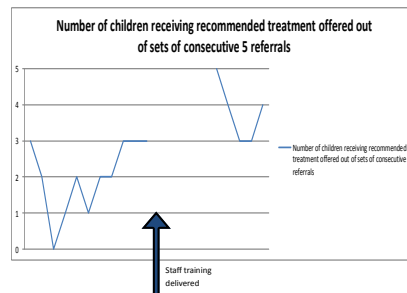 Number of children receiving recommended treatment offered out
of sets of consecutive 5 referrals
5
4
3
2
1
0
Number of children receiving recommended
treatment offered out of sets of consecutive 5
referrals
Staff training
delivered